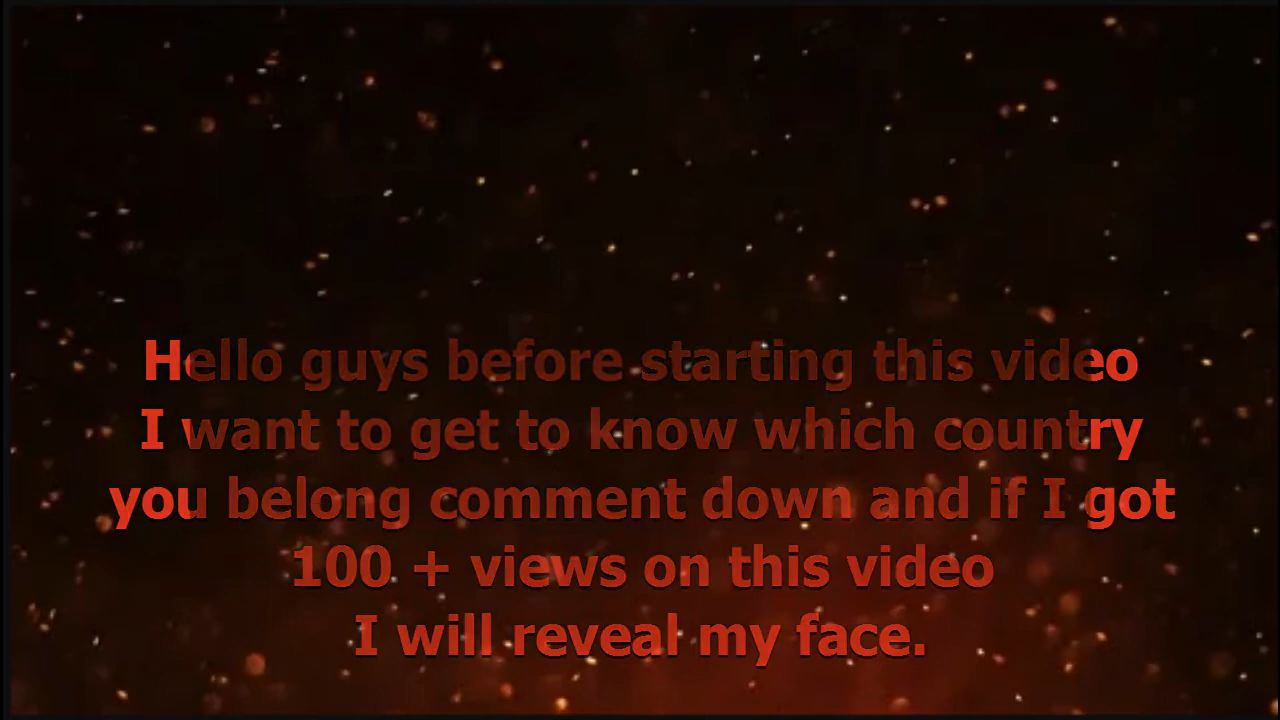 Hello guys before starting this video
I want to get to know which country
you belong comment down and if I got
100 + views on this video
I will reveal my face.